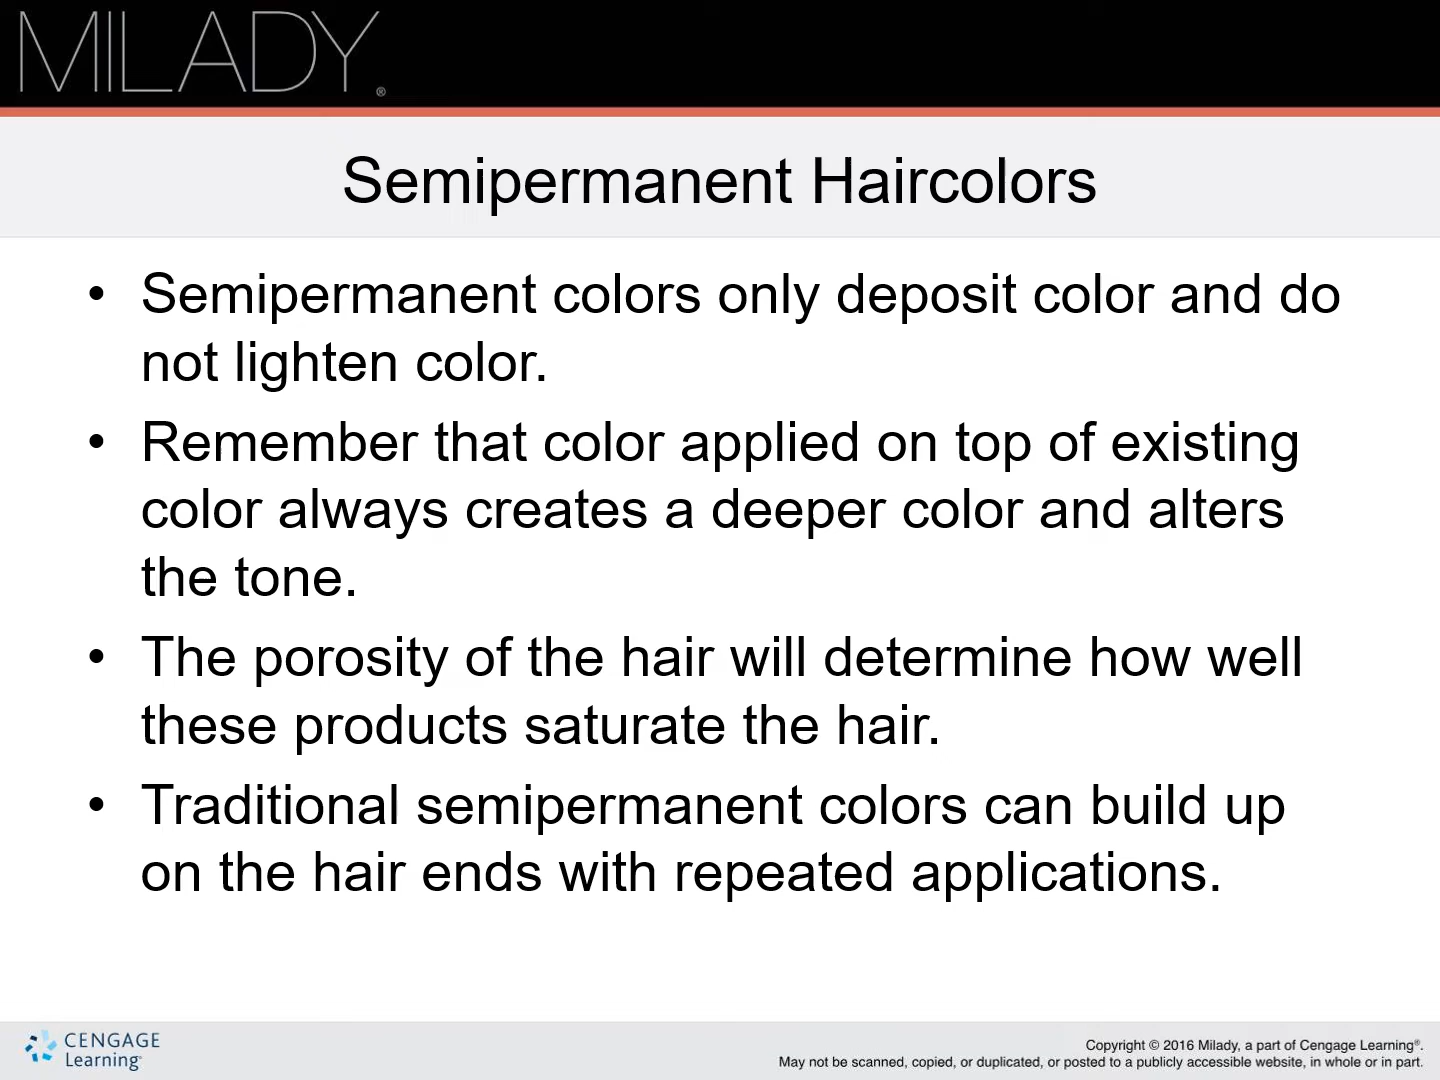 MILADY®
Semipermanent Haircolors
• Semipermanent colors only deposit color and do
not lighten color.
• Remember that color applied on top of existing
color always creates a deeper color and alters
the tone.
• The porosity of the hair will determine how well
these products saturate the hair.
• Traditional semipermanent colors can build up
on the hair ends with repeated applications.
CENGAGE
Learning®
Copyright © 2016 Milady, a part of Cengage Learning®.
May not be scanned, copied, or duplicated, or posted to a publicly accessible website, in whole or in part.